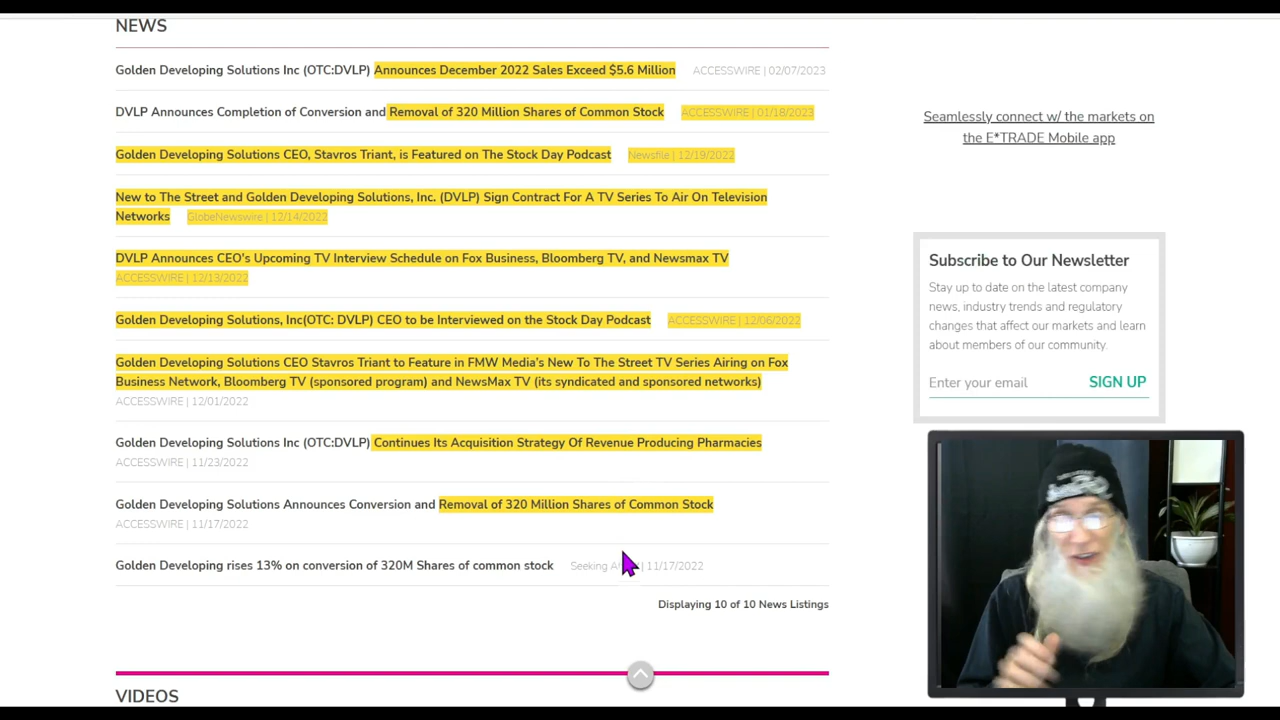 NEWS
Golden Developing Solutions Inc (OTC:DVLP) Announces December 2022 Sales Exceed $5.6 Million ACCESSWIRE | 02/07/2023
DVLP Announces Completion of Conversion and Removal of 320 Million Shares of Common Stock ACCESSWIRE | 01/18/2023
Golden Developing Solutions CEO, Stavros Triant, is Featured on The Stock Day Podcast Newsfile | 12/19/2022
New to The Street and Golden Developing Solutions, Inc. (DVLP) Sign Contract For A TV Series To Air On Television
Networks GlobeNewswire | 12/14/2022
DVLP Announces CEO's Upcoming TV Interview Schedule on Fox Business, Bloomberg TV, and Newsmax TV
ACCESSWIRE | 12/13/2022
Golden Developing Solutions, Inc(OTC: DVLP) CEO to be Interviewed on the Stock Day Podcast ACCESSWIRE | 12/06/2022
Golden Developing Solutions CEO Stavros Triant to Feature in FMW Media's New To The Street TV Series Airing on Fox
Business Network, Bloomberg TV (sponsored program) and NewsMax TV (its syndicated and sponsored networks)
ACCESSWIRE | 12/01/2022
Golden Developing Solutions Inc (OTC:DVLP) Continues Its Acquisition Strategy Of Revenue Producing Pharmacies
ACCESSWIRE | 11/23/2022
Golden Developing Solutions Announces Conversion and Removal of 320 Million Shares of Common Stock
ACCESSWIRE | 11/17/2022
Golden Developing rises 13% on conversion of 320M Shares of common stock Seeking | 11/17/2022
Displaying 10 of 10 News Listings
VIDEOS
Seamlessly connect w/ the markets on
the E*TRADE Mobile app
Subscribe to Our Newsletter
Stay up to date on the latest company
news, industry trends and regulatory
changes that affect our markets and learn
about members of our community.
Enter your email SIGN UP